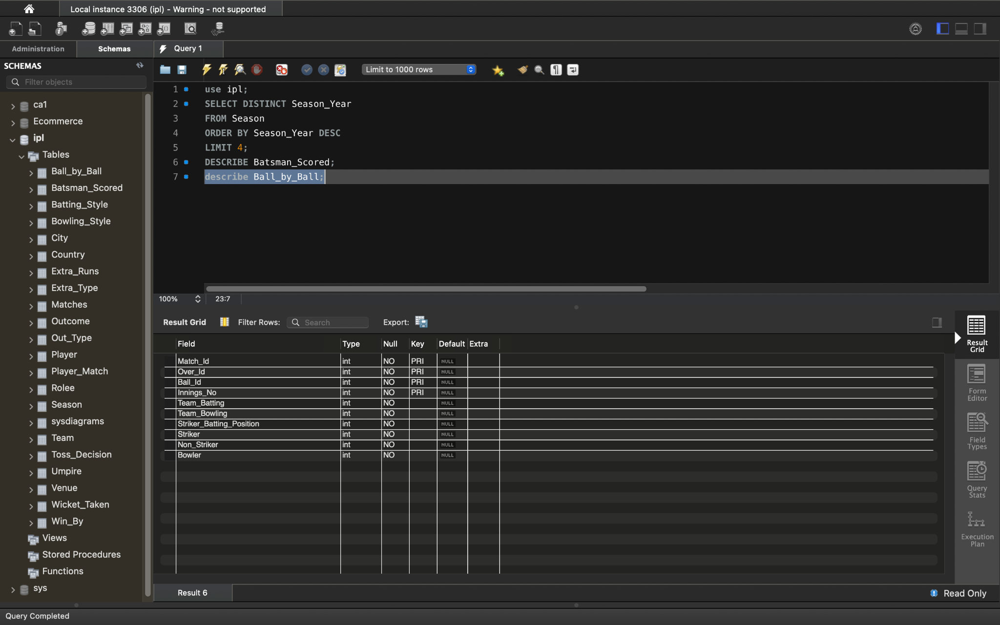 Local instance 3306 (ipl) - Warning - not supported
Administration
Schemas
Query 1
SCHEMAS
Filter objects
ca1
Ecommerce
ipl
Tables
Ball_by_Ball
Batsman_Scored
Batting_Style
Bowling_Style
City
Country
Extra_Runs
Extra_Type
Matches
Outcome
Out_Type
Player
Player_Match
Rolee
Season
sysdiagrams
Team
Toss_Decision
Umpire
Venue
Wicket_Taken
Win_By
Views
Stored Procedures
Functions
sys
Limit to 1000 rows
1 use ipl;
2 SELECT DISTINCT Season_Year
3 FROM Season
4 ORDER BY Season_Year DESC
5 LIMIT 4;
6 DESCRIBE Batsman_Scored;
7 describe Ball_by_Ball;
100% 23:7
Result Grid Filter Rows: Search Export:
Field Type Null Key Default Extra
Match_Id int NO PRI NULL
Over_Id int NO PRI NULL
Ball_Id int NO PRI NULL
Innings_No int NO PRI NULL
Team_Batting int NO NULL
Team_Bowling int NO NULL
Striker_Batting_Position int NO NULL
Striker int NO NULL
Non_Striker int NO NULL
Bowler int NO NULL
Result
Grid
Form
Editor
Field
Types
Query
Stats
Execution
Plan
Result 6
Read Only
Query Completed